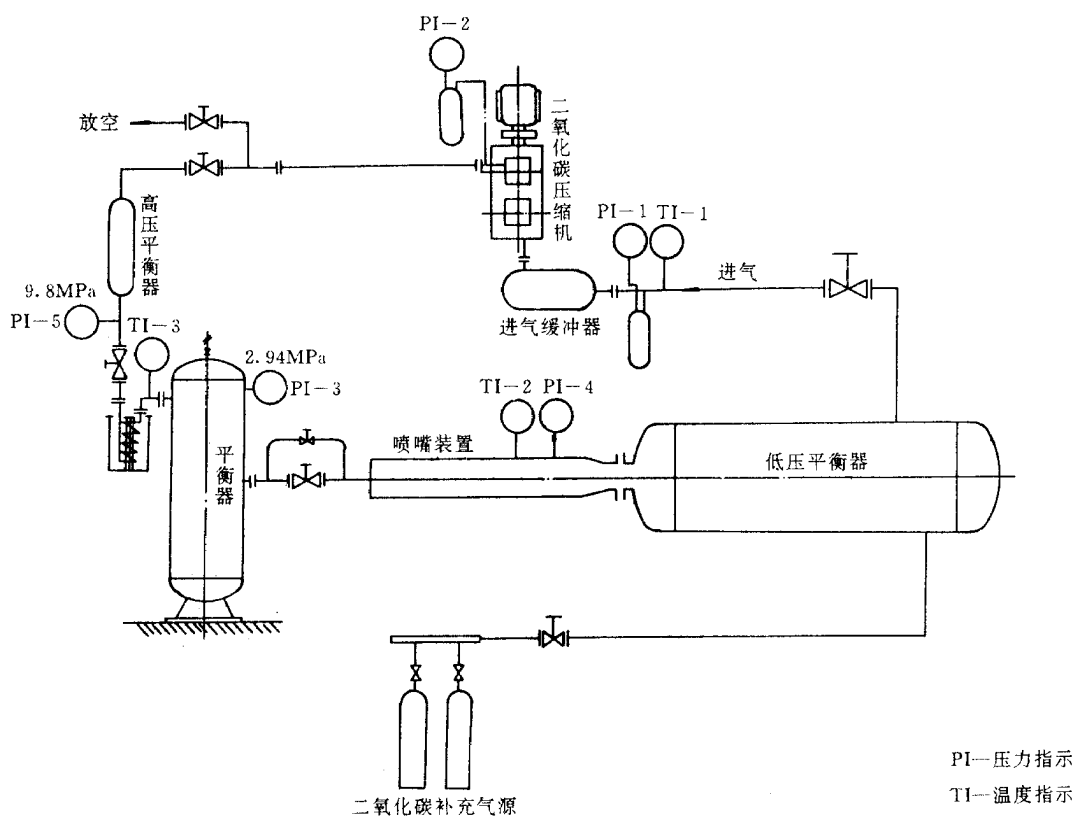 PI-2
放空
二氧化碳压缩机
高压平衡器
PI-1 TI-1
进气
9.8MPa
PI-5
TI-3
进气缓冲器
2.94MPa
PI-3
TI-2 PI-4
喷嘴装置
低压平衡器
平衡器
二氧化碳补充气源
PI—压力指示
TI—温度指示